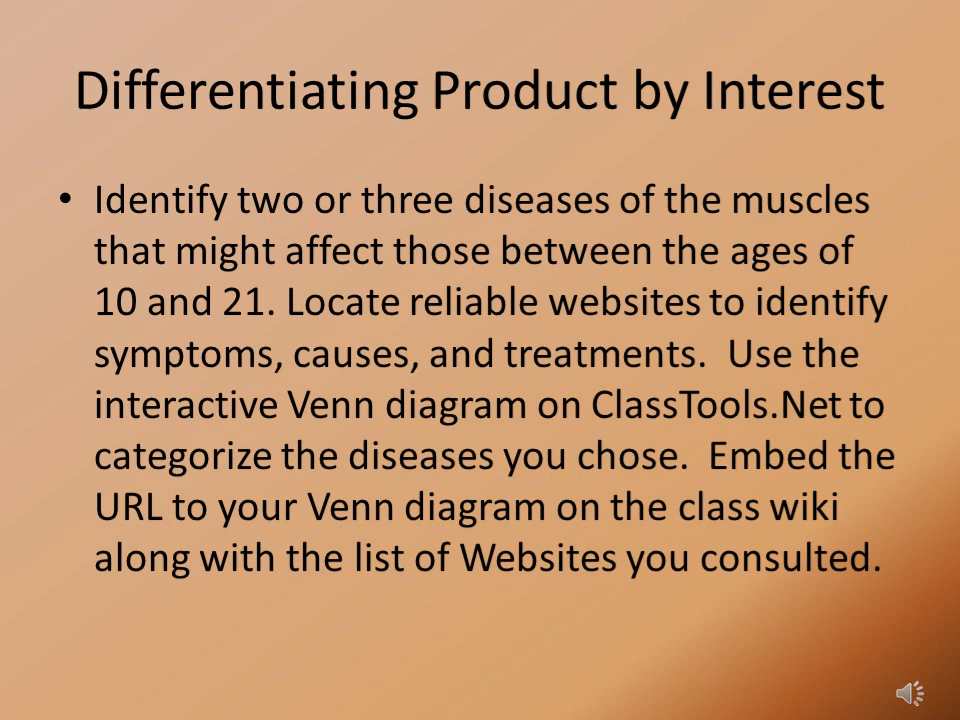 Differentiating Product by Interest
• Identify two or three diseases of the muscles
that might affect those between the ages of
10 and 21. Locate reliable websites to identify
symptoms, causes, and treatments.  Use the
interactive Venn diagram on ClassTools.Net to
categorize the diseases you chose.  Embed the
URL to your Venn diagram on the class wiki
along with the list of Websites you consulted.